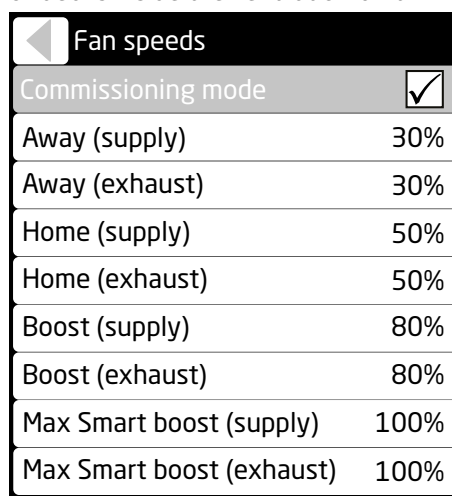 Fan speeds
Commissioning mode
Away (supply) 30%
Away (exhaust) 30%
Home (supply) 50%
Home (exhaust) 50%
Boost (supply) 80%
Boost (exhaust) 80%
Max Smart boost (supply) 100%
Max Smart boost (exhaust) 100%